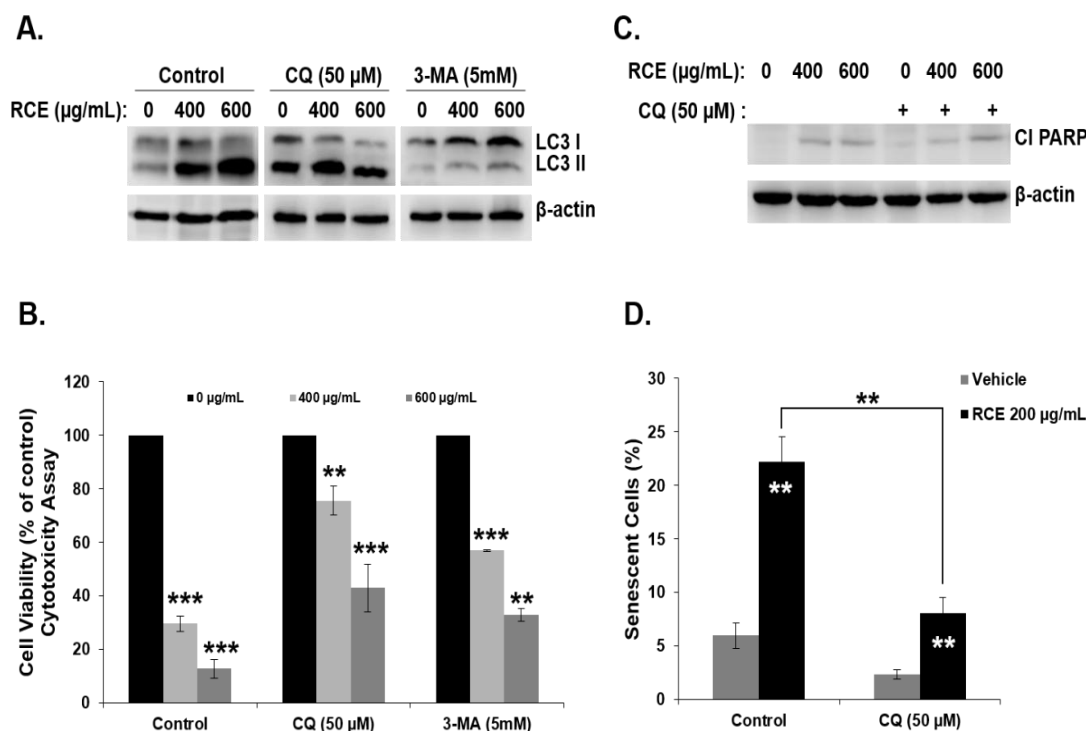 A.
Control CQ (50 µM) 3-MA (5mM)
RCE (µg/mL): 0 400 600 0 400 600 0 400 600
LC3 I
LC3 II
β-actin
C.
RCE (µg/mL): 0 400 600 0 400 600
CQ (50 µM) : + + +
Cl PARP
β-actin
B.
Cell Viability (% of control)
Cytotoxicity Assay
120
100
80
60
40
20
0
0 µg/mL 400 µg/mL 600 µg/mL
*** *** ** *** *** **
Control CQ (50 µM) 3-MA (5mM)
D.
Senescent Cells (%)
30
25
20
15
10
5
0
Vehicle
RCE 200 µg/mL
**
**
**
Control CQ (50 µM)